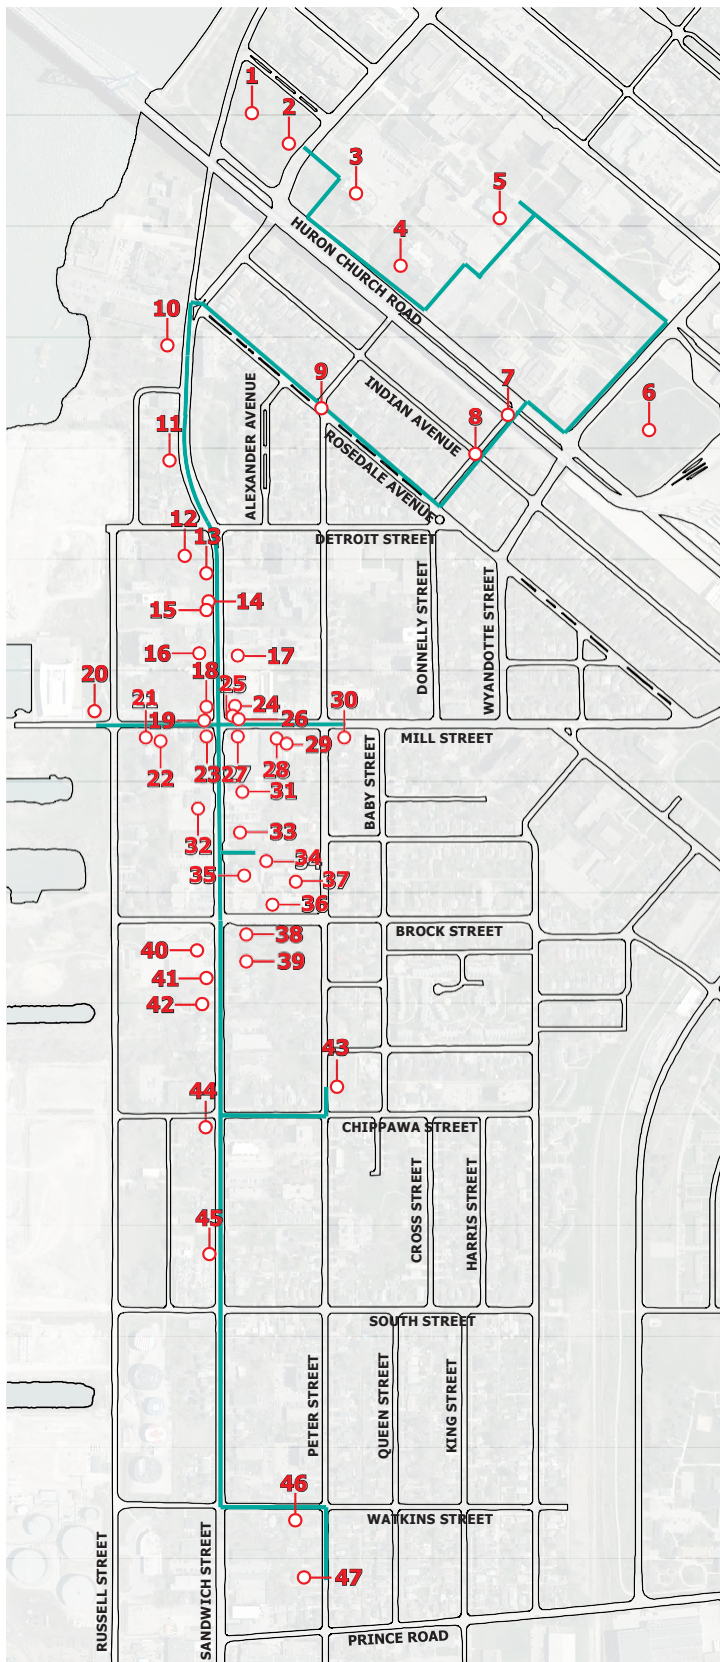 1
2
3
5
4
HURON CHURCH ROAD
10
9
7
6
INDIAN AVENUE
8
11
ALEXANDER AVENUE
ROSEDALE AVENUE
12
13
DETROIT STREET
14
15
DONNELLY STREET
WYANDOTTE STREET
16
17
18
20
25
21
24
30
19
26
MILL STREET
22
23
27
28
29
BABY STREET
31
32
33
34
35
37
36
38
BROCK STREET
40
39
41
42
43
44
CHIPPAWA STREET
CROSS STREET
HARRIS STREET
45
SOUTH STREET
PETER STREET
QUEEN STREET
KING STREET
46
WATKINS STREET
RUSSELL STREET
SANDWICH STREET
47
PRINCE ROAD